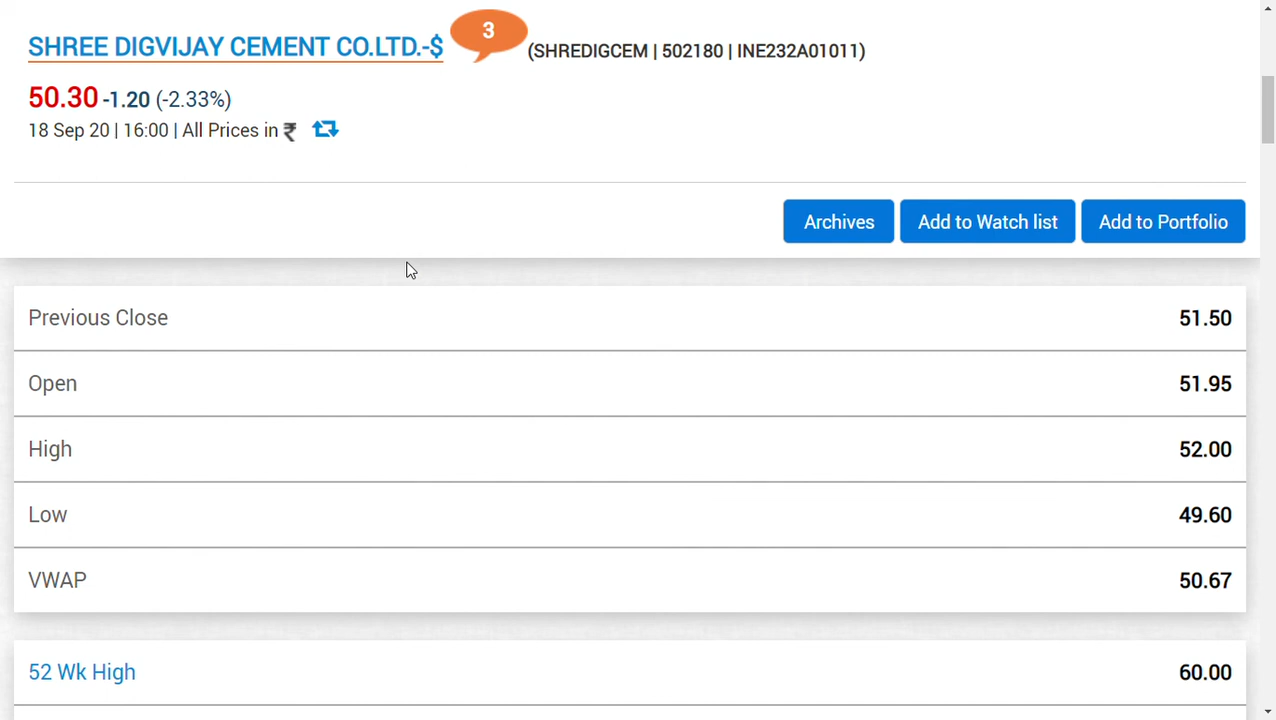 SHREE DIGVIJAY CEMENT CO.LTD.-$ 3 (SHREDIGCEM | 502180 | INE232A01011)
50.30 -1.20 (-2.33%)
18 Sep 20 | 16:00 | All Prices in ₹
Archives Add to Watch list Add to Portfolio
Previous Close 51.50
Open 51.95
High 52.00
Low 49.60
VWAP 50.67
52 Wk High 60.00